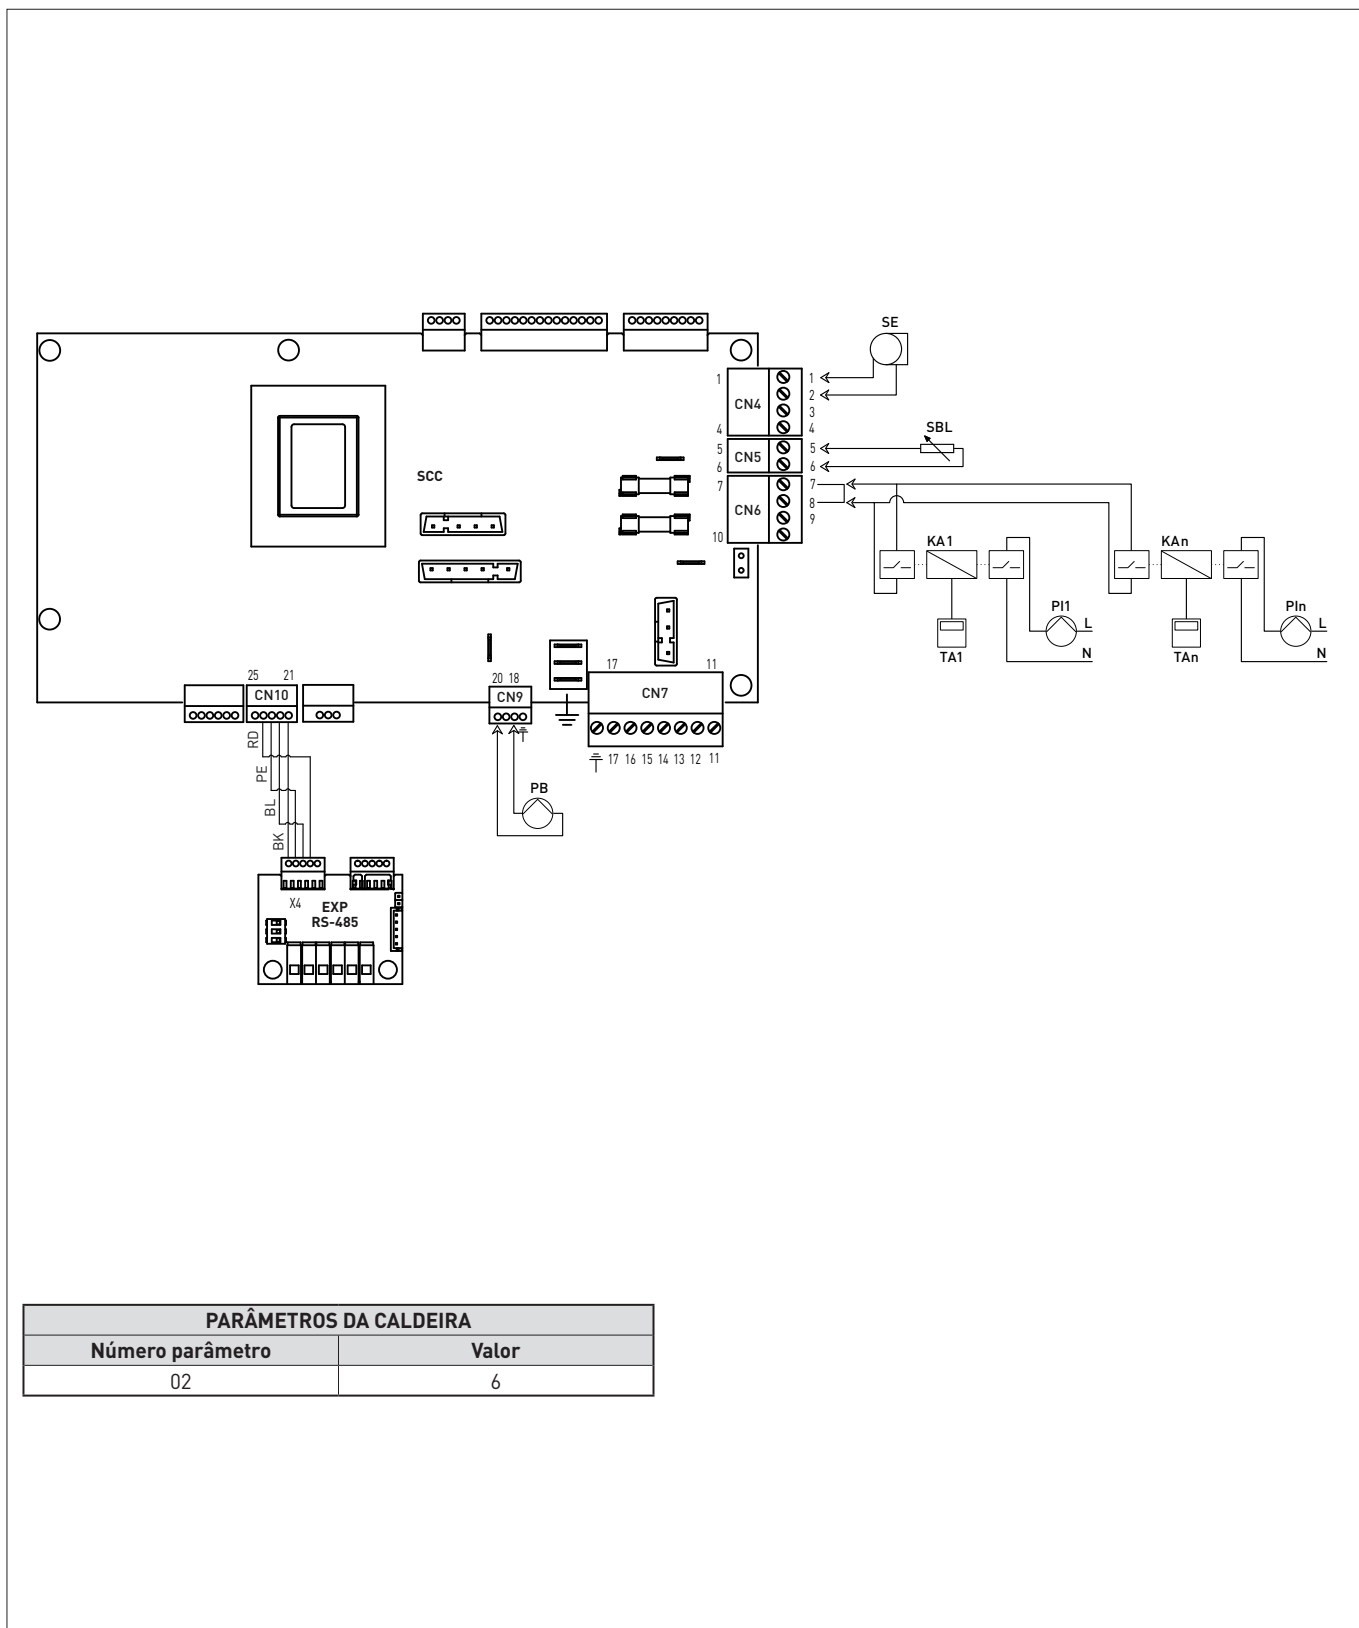 SE
1 1
2
CN4
3
4 4
SBL
5 5
CN5
6 6
SCC
7 7
8
CN6
9
10
KA1 KAn
PI1 PIn
L L
TA1 N TAn N
25 21
CN10
20 18
CN9
17 11
CN7
17 16 15 14 13 12 11
RD
PE
BL
BK
PB
X4
EXP
RS-485
PARÂMETROS DA CALDEIRA
Número parâmetro Valor
02 6